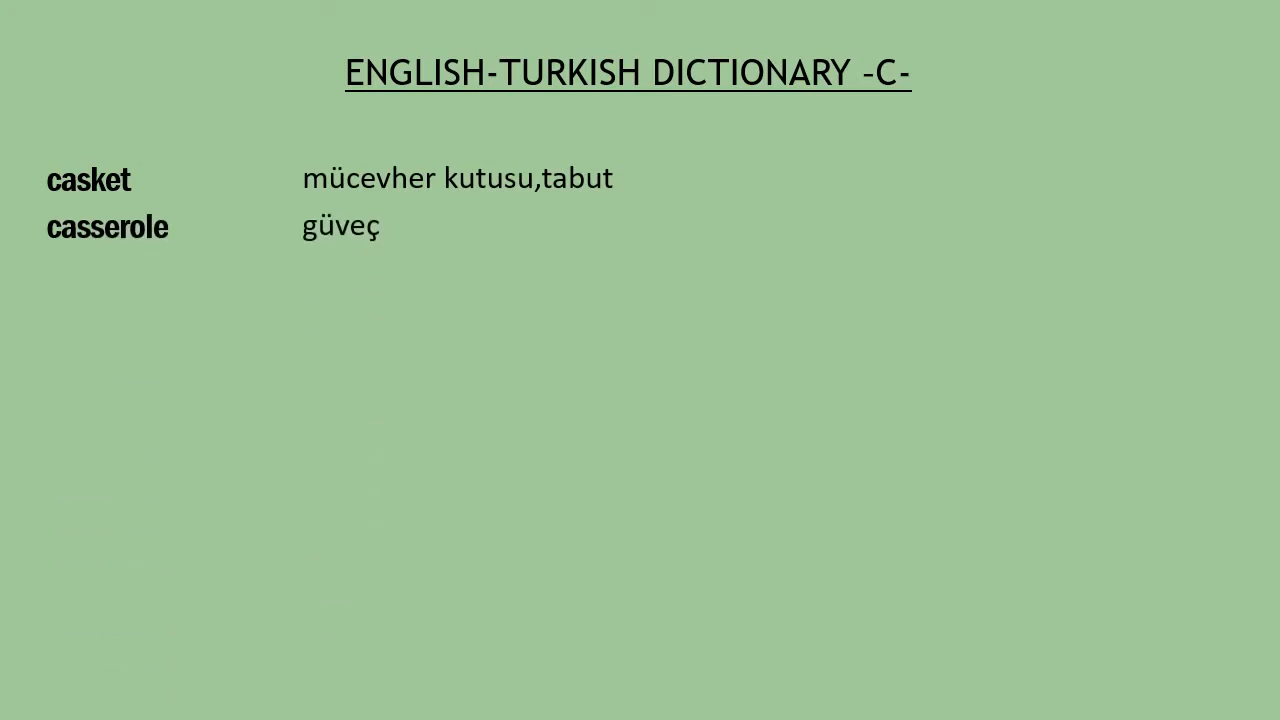 ENGLISH-TURKISH DICTIONARY –C-
casket mücevher kutusu,tabut
casserole güveç